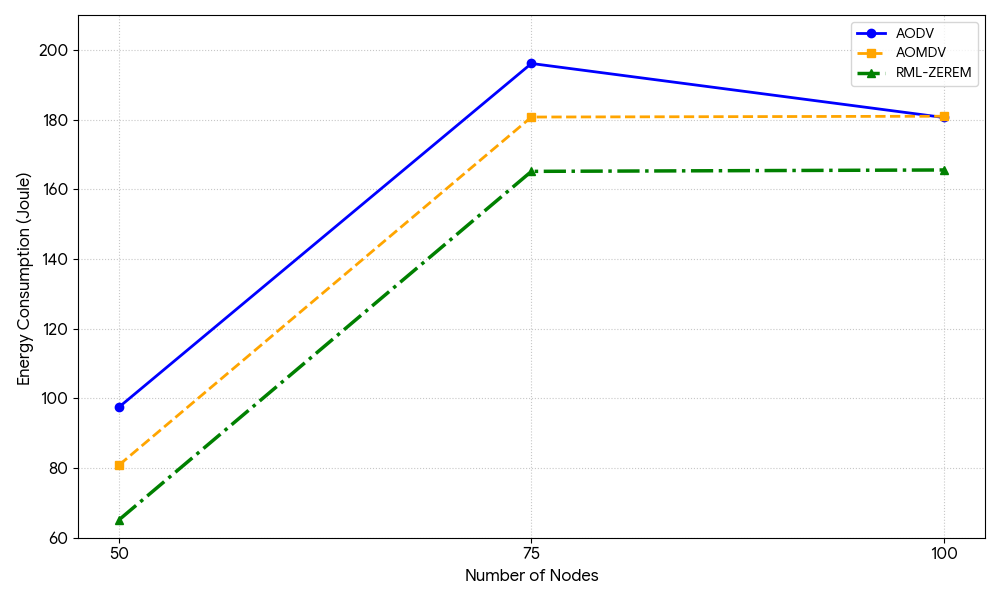 AODV
AOMDV
RML-ZEREM
200
180
160
140
120
100
80
60
Energy Consumption (Joule)
50 75 100
Number of Nodes